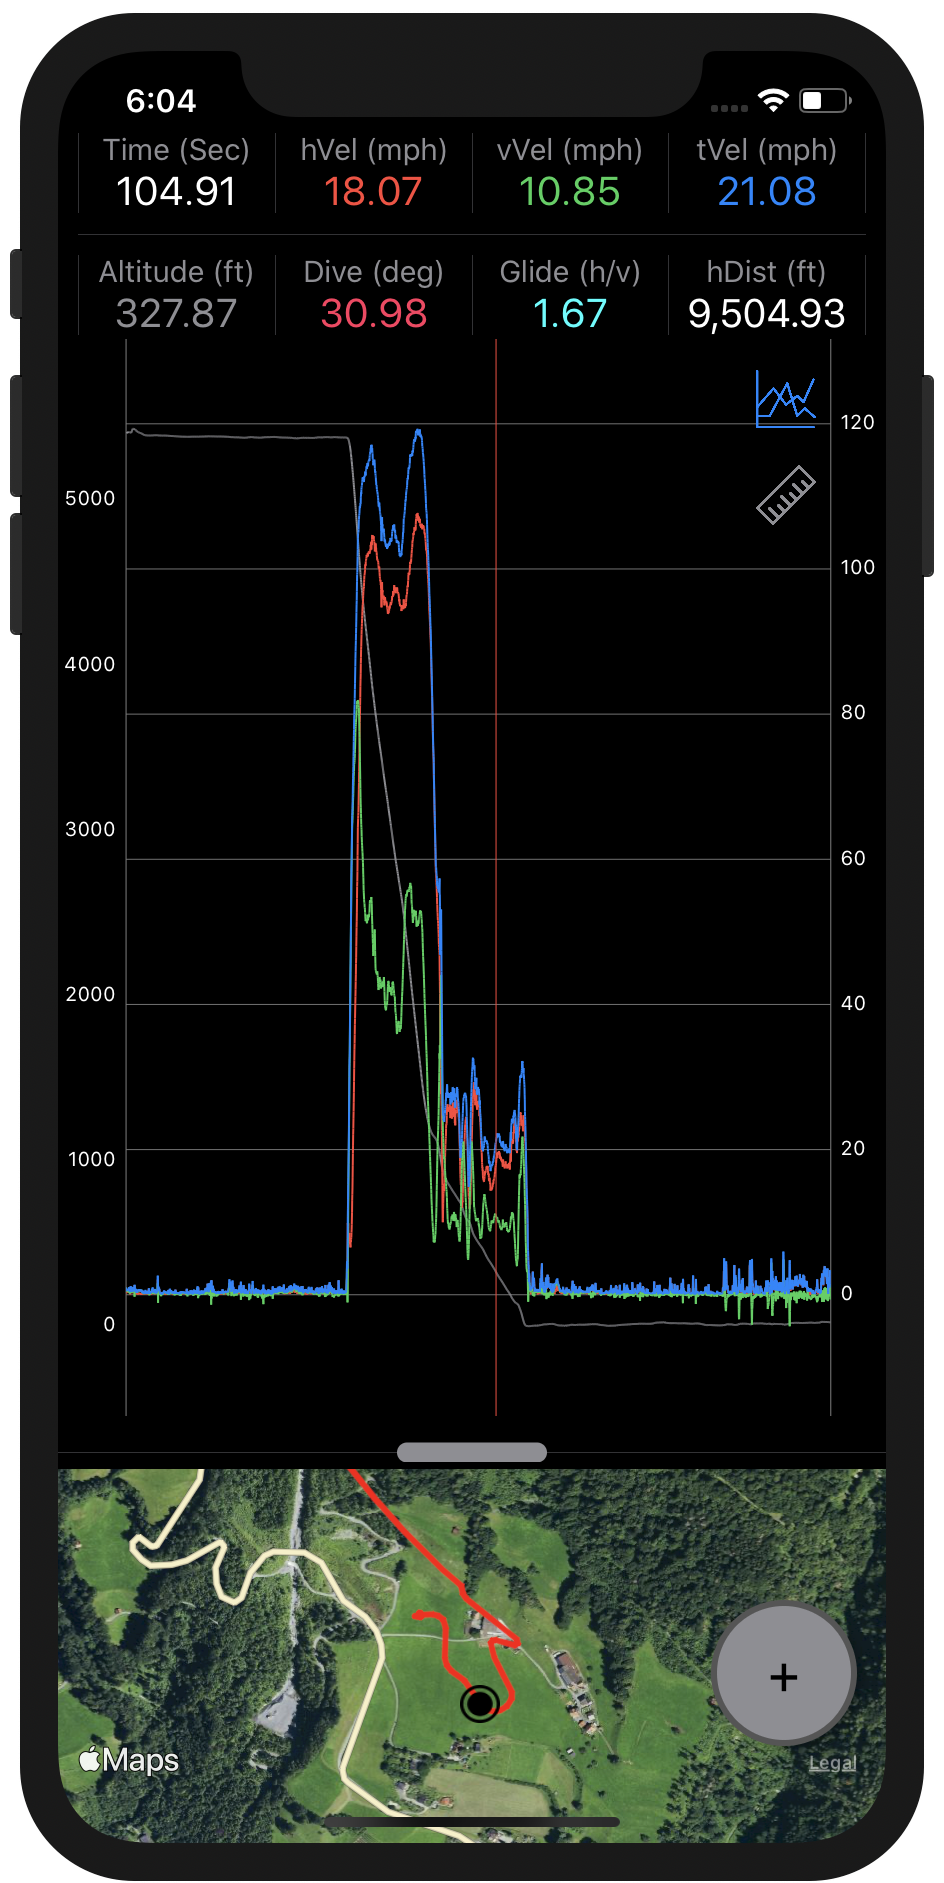 6:04
Time (Sec) hVel (mph) vVel (mph) tVel (mph)
104.91 18.07 10.85 21.08
Altitude (ft) Dive (deg) Glide (h/v) hDist (ft)
327.87 30.98 1.67 9,504.93
120
5000
100
4000
80
3000
60
2000
40
1000
20
0
0
+
Maps
Legal